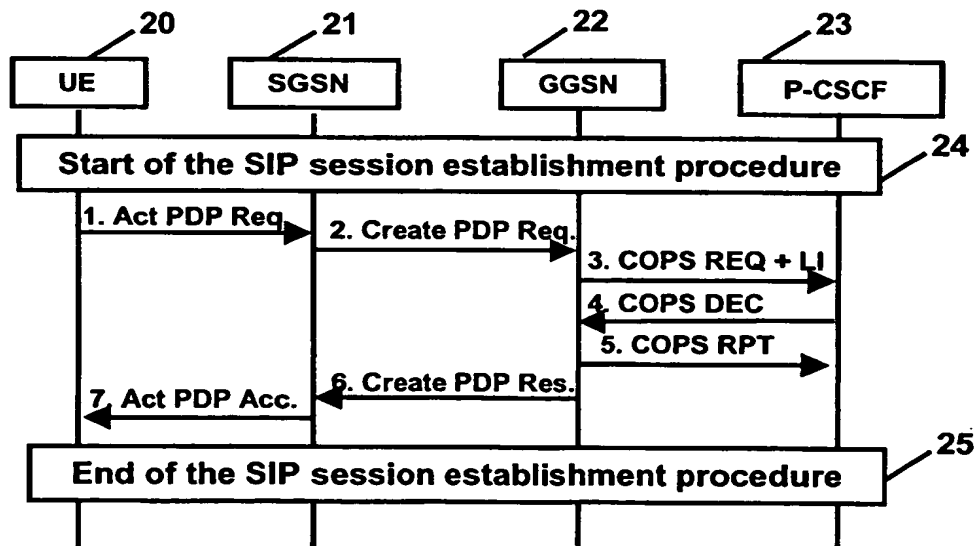 20
21
22
23
UE
SGSN
GGSN
P-CSCF
Start of the SIP session establishment procedure
24
1. Act PDP Req.
2. Create PDP Req.
3. COPS REQ + LI
4. COPS DEC
5. COPS RPT
6. Create PDP Res.
7. Act PDP Acc.
End of the SIP session establishment procedure
25